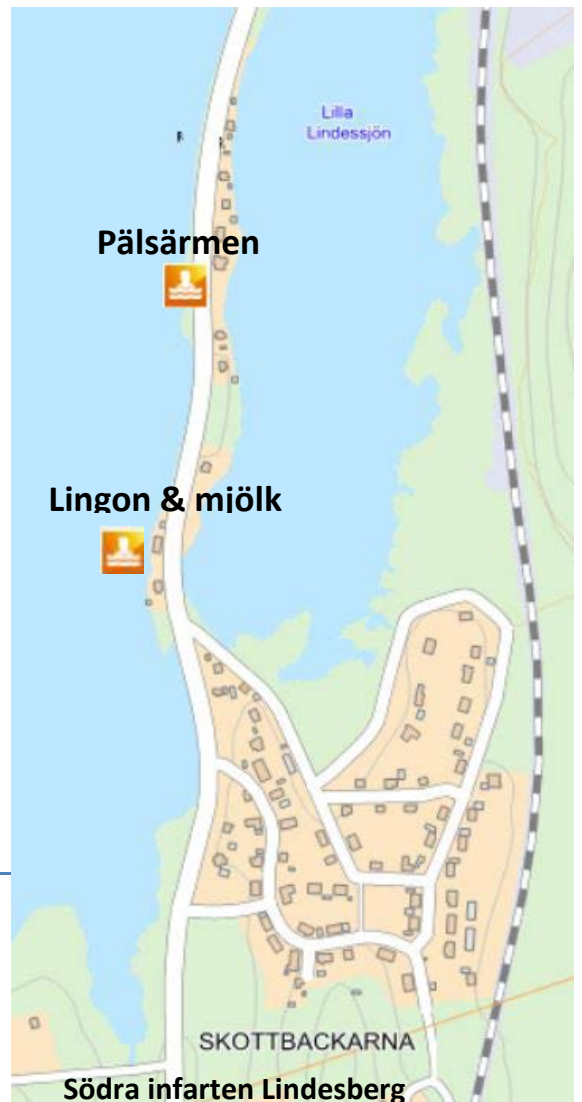 Lilla
Lindessjön
Pälsärmen
Lingon & mjölk
SKOTTBACKARNA
Södra infarten Lindesberg